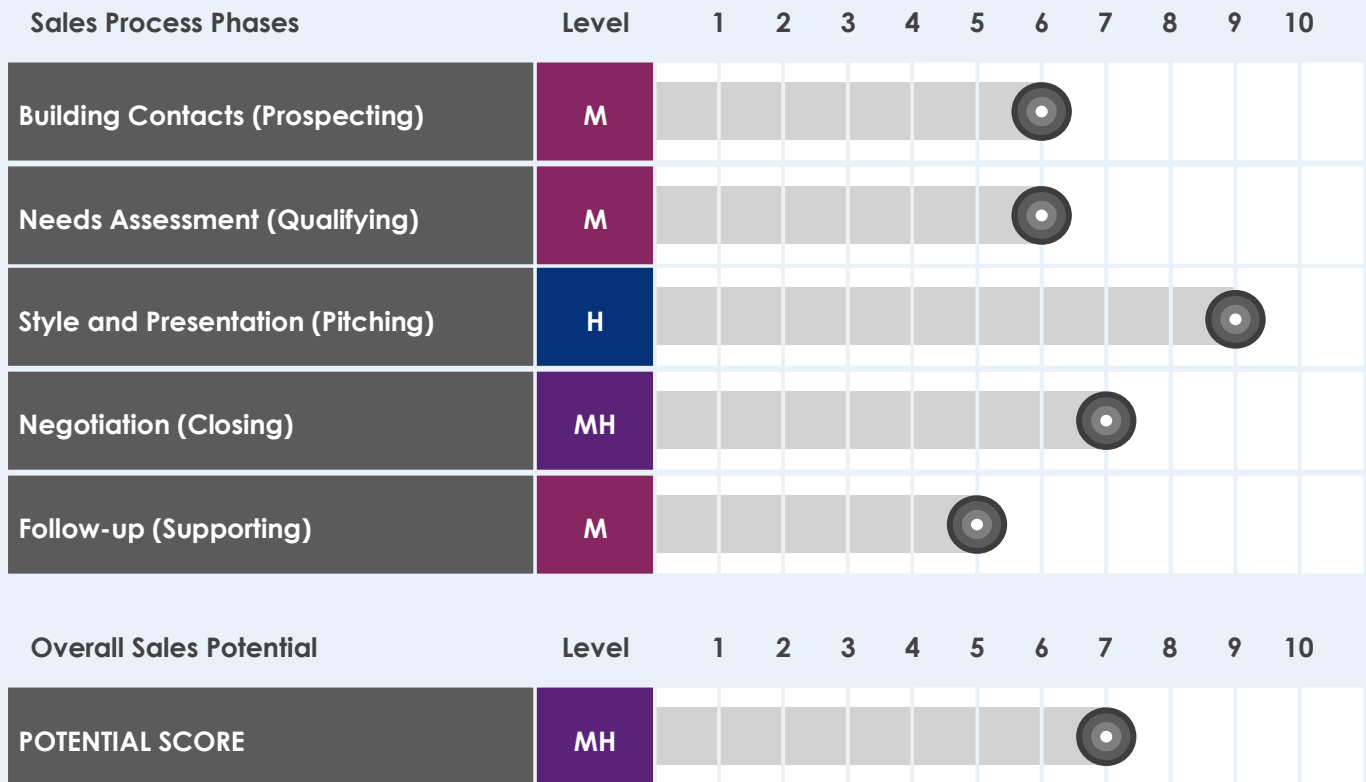 Sales Process Phases Level 1 2 3 4 5 6 7 8 9 10
Building Contacts (Prospecting) M
Needs Assessment (Qualifying) M
Style and Presentation (Pitching) H
Negotiation (Closing) MH
Follow-up (Supporting) M
Overall Sales Potential Level 1 2 3 4 5 6 7 8 9 10
POTENTIAL SCORE MH